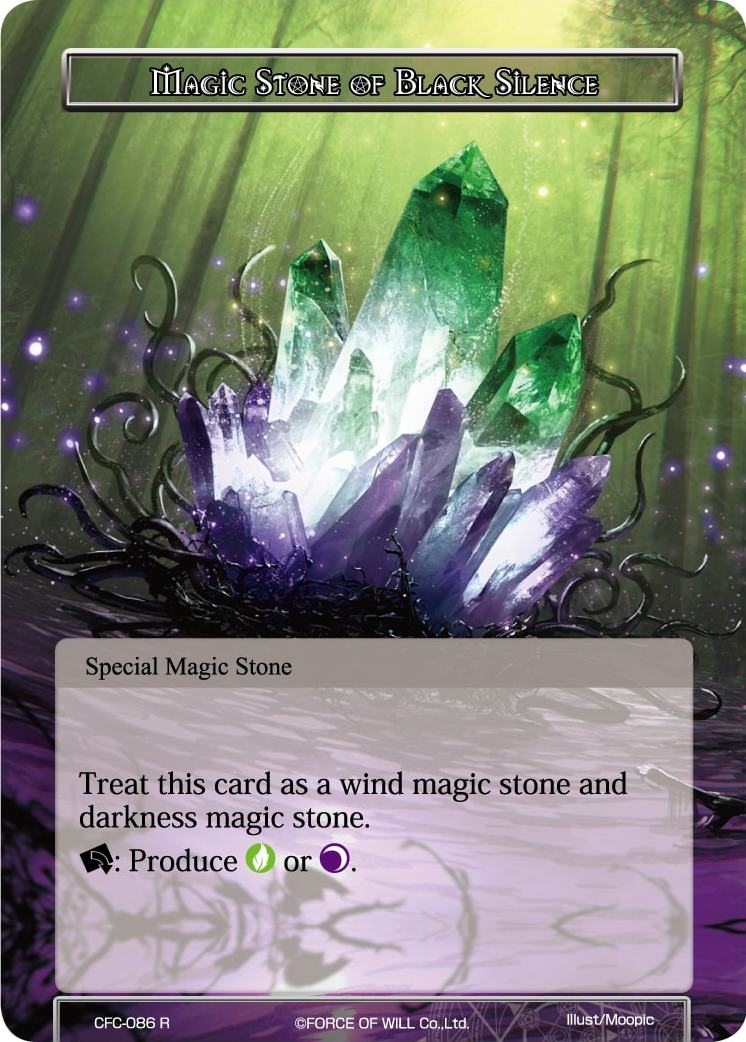 Magic Stone of Black Silence
Special Magic Stone
Treat this card as a wind magic stone and
darkness magic stone.
: Produce or .
CFC-086 R ©FORCE OF WILL Co.,Ltd. Illust/Moopic